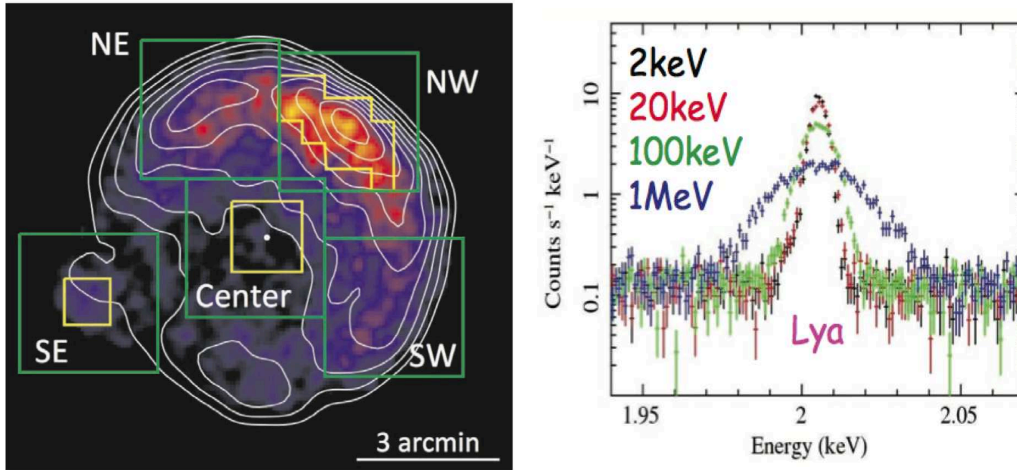 NE
NW
Center
SE
SW
3 arcmin
2keV
20keV
100keV
1MeV
Counts s⁻¹ keV⁻¹
10
1
0.1
Lya
1.95
2
2.05
Energy (keV)